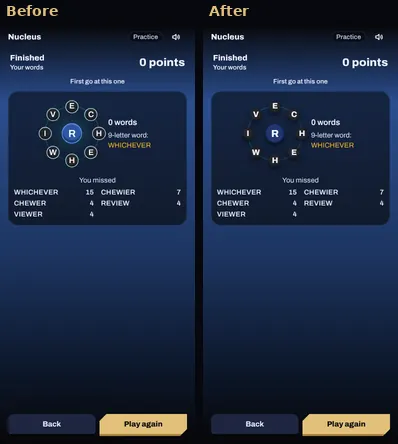 Before
Nucleus
Practice
Finished
Your words
0 points
First go at this one
E
V
C
I
R
H
W
E
H
0 words
9-letter word:
WHICHEVER
You missed
WHICHEVER 15 CHEWIER 7
CHEWER 4 REVIEW 4
VIEWER 4
Back
Play again
After
Nucleus
Practice
Finished
Your words
0 points
First go at this one
E
V
C
I
R
H
W
E
H
0 words
9-letter word:
WHICHEVER
You missed
WHICHEVER 15 CHEWIER 7
CHEWER 4 REVIEW 4
VIEWER 4
Back
Play again